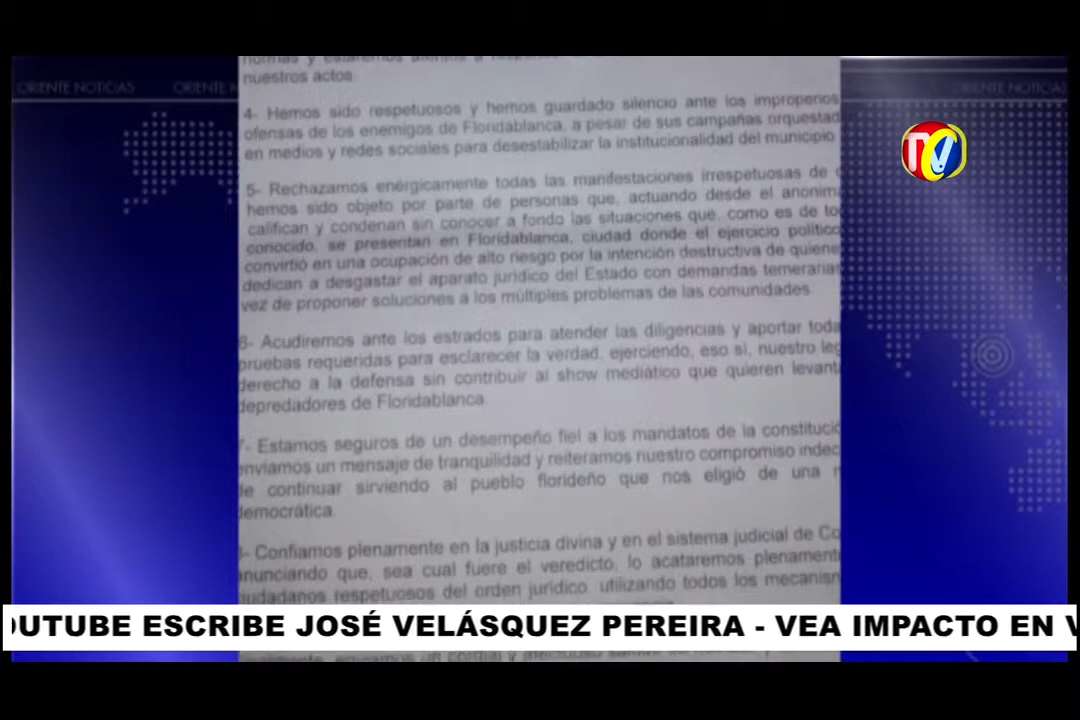 normas y estaremos atentos a
nuestros actos.
ORIENTE NOTICIAS
ORIENTE N
ORIENTE NOTICIAS
4- Hemos sido respetuosos y hemos guardado silencio ante los improperios
ofensas de los enemigos de Floridablanca, a pesar de sus campañas orquestad
en medios y redes sociales para desestabilizar la institucionalidad del municipio
TVC
5- Rechazamos enérgicamente todas las manifestaciones irrespetuosas de
hemos sido objeto por parte de personas que, actuando desde el anonim
califican y condenan sin conocer a fondo las situaciones que, como es de to
conocido, se presentan en Floridablanca, ciudad donde el ejercicio político
convirtió en una ocupación de alto riesgo por la intención destructiva de quiene
dedican a desgastar el aparato jurídico del Estado con demandas temerarias
vez de proponer soluciones a los múltiples problemas de las comunidades.
6- Acudiremos ante los estrados para atender las diligencias y aportar toda
pruebas requeridas para esclarecer la verdad, ejerciendo, eso sí, nuestro leg
derecho a la defensa sin contribuir al show mediático que quieren levant
depredadores de Floridablanca.
7- Estamos seguros de un desempeño fiel a los mandatos de la constitució
enviamos un mensaje de tranquilidad y reiteramos nuestro compromiso indec
de continuar sirviendo al pueblo florideño que nos eligió de una
democrática.
- Confiamos plenamente en la justicia divina y en el sistema judicial de Co
anunciando que, sea cual fuere el veredicto, lo acataremos plenament
ciudadanos respetuosos del orden jurídico, utilizando todos los mecanism
OUTUBE ESCRIBE JOSÉ VELÁSQUEZ PEREIRA - VEA IMPACTO EN V